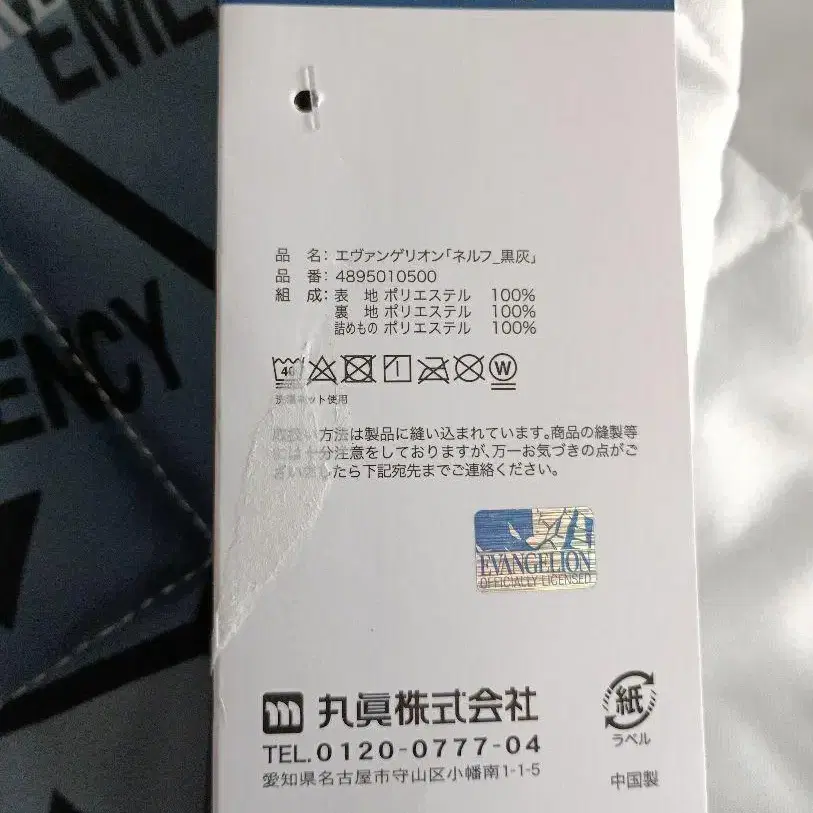 EME
ENCY
品　名：エヴァンゲリオン「ネルフ_黒灰」
品　番：4895010500
組　成：表　地 ポリエステル　100%
裏　地 ポリエステル　100%
詰めもの ポリエステル　100%
40 W
洗濯ネット使用
取扱い方法は製品に縫い込まれています。商品の縫製等
には十分注意をしておりますが、万一お気づきの点がご
ざいましたら下記宛先までご連絡ください。
EVANGELION
OFFICIALLY LICENSED
丸眞株式会社
TEL.0120-0777-04
愛知県名古屋市守山区小幡南1-1-5
紙
ラベル
中国製